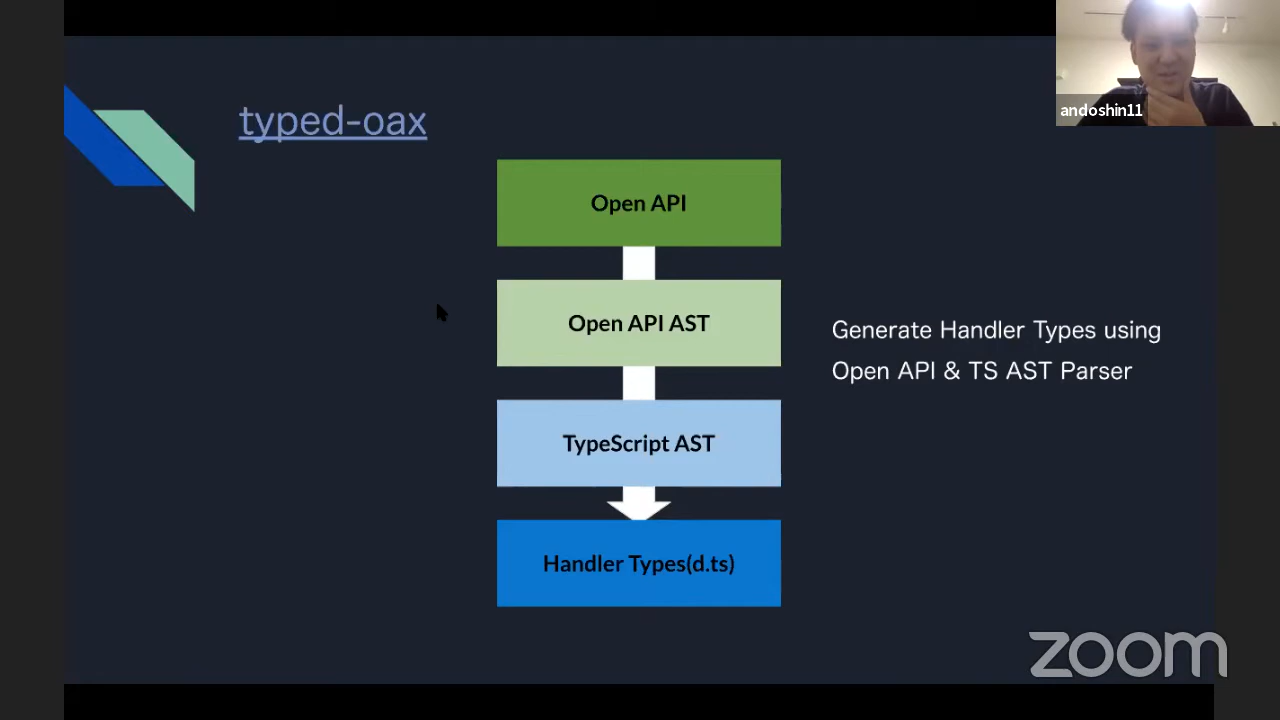 andoshin11
typed-oax
Open API
Open API AST
TypeScript AST
Handler Types(d.ts)
Generate Handler Types using
Open API & TS AST Parser
zoom